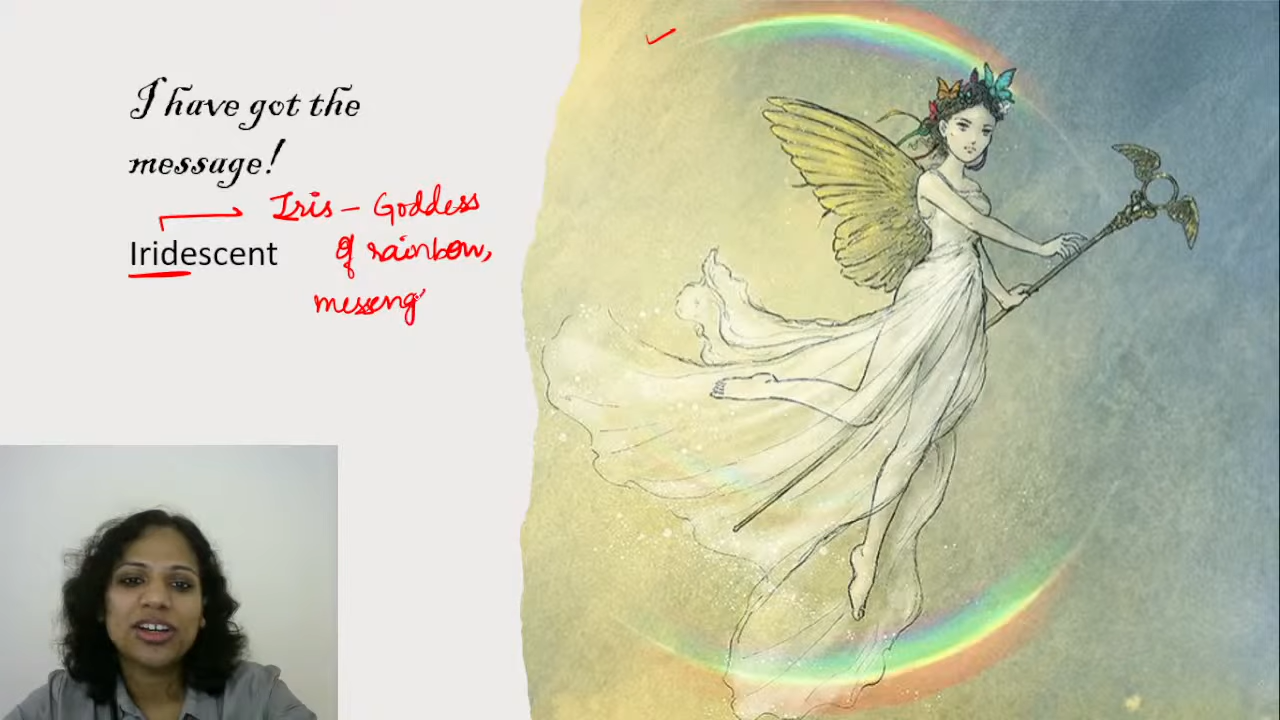 I have got the
message!
Iris – Goddess
Iridescent
of rainbow,
messeng